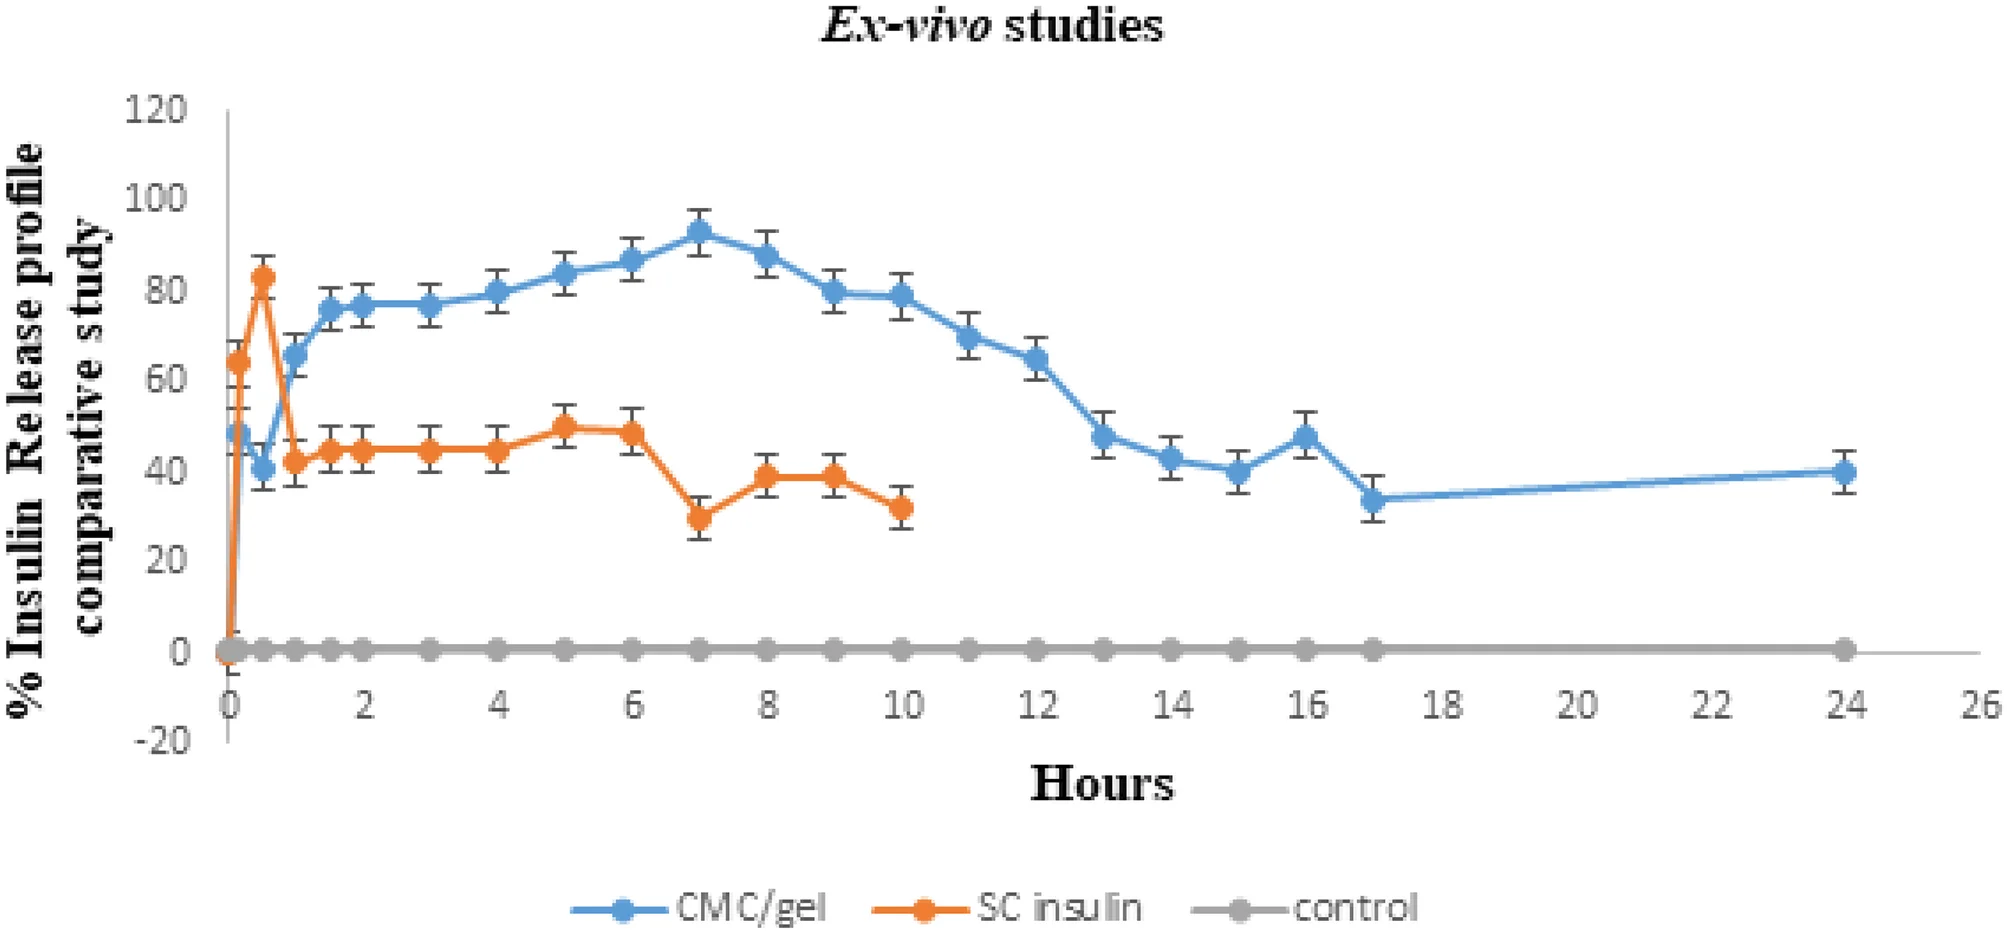 Ex-vivo studies
% Insulin Release profile
comparative study
120
100
80
60
40
20
0
-20
0 2 4 6 8 10 12 14 16 18 20 22 24 26
Hours
CMC/gel SC insulin control